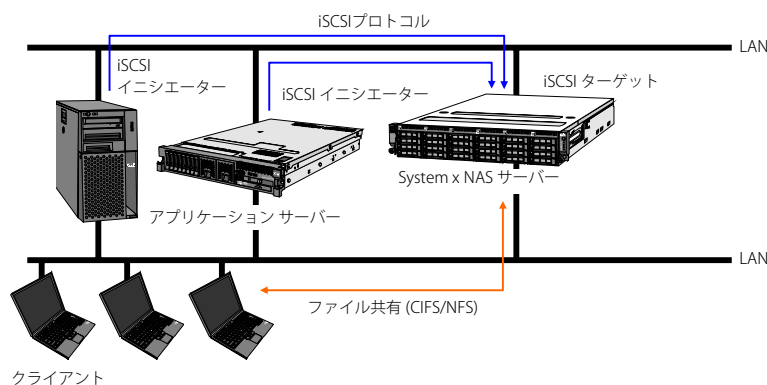 iSCSIプロトコル
LAN
iSCSI
イニシエーター
iSCSI イニシエーター
iSCSI ターゲット
System x NAS サーバー
アプリケーション サーバー
LAN
ファイル共有 (CIFS/NFS)
クライアント